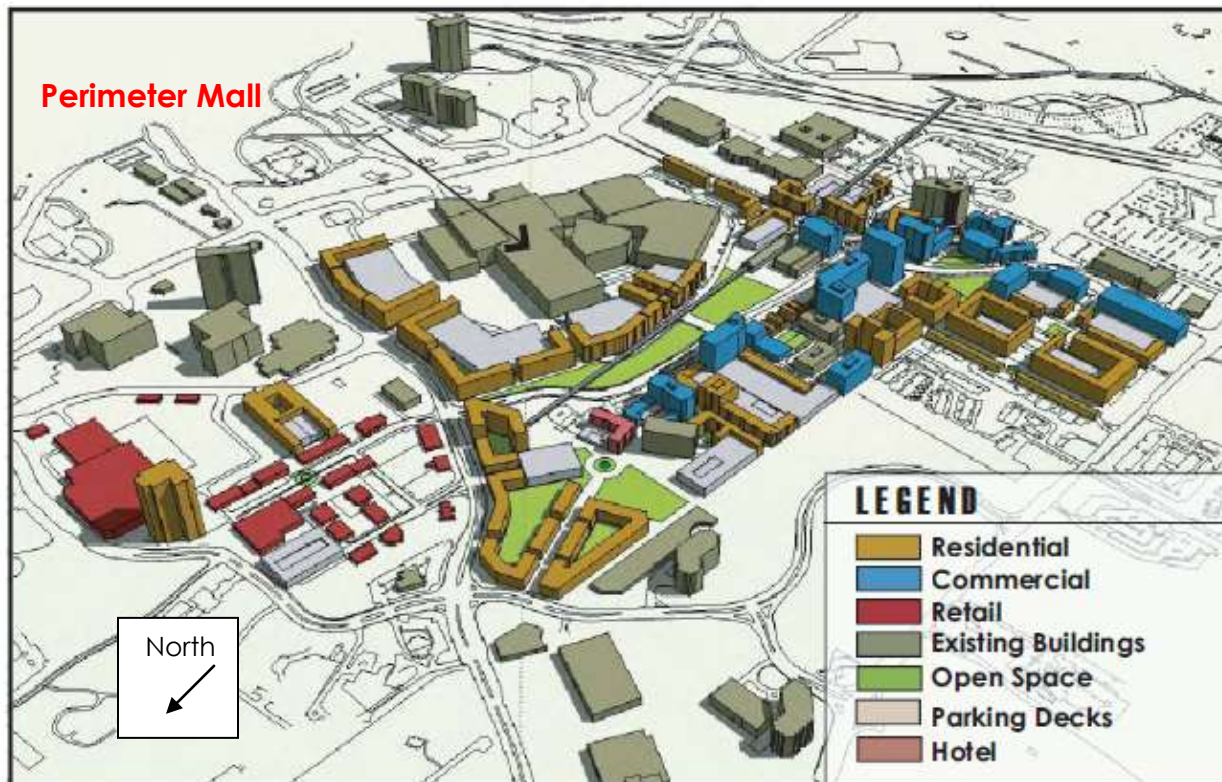 Perimeter Mall
North
LEGEND
Residential
Commercial
Retail
Existing Buildings
Open Space
Parking Decks
Hotel